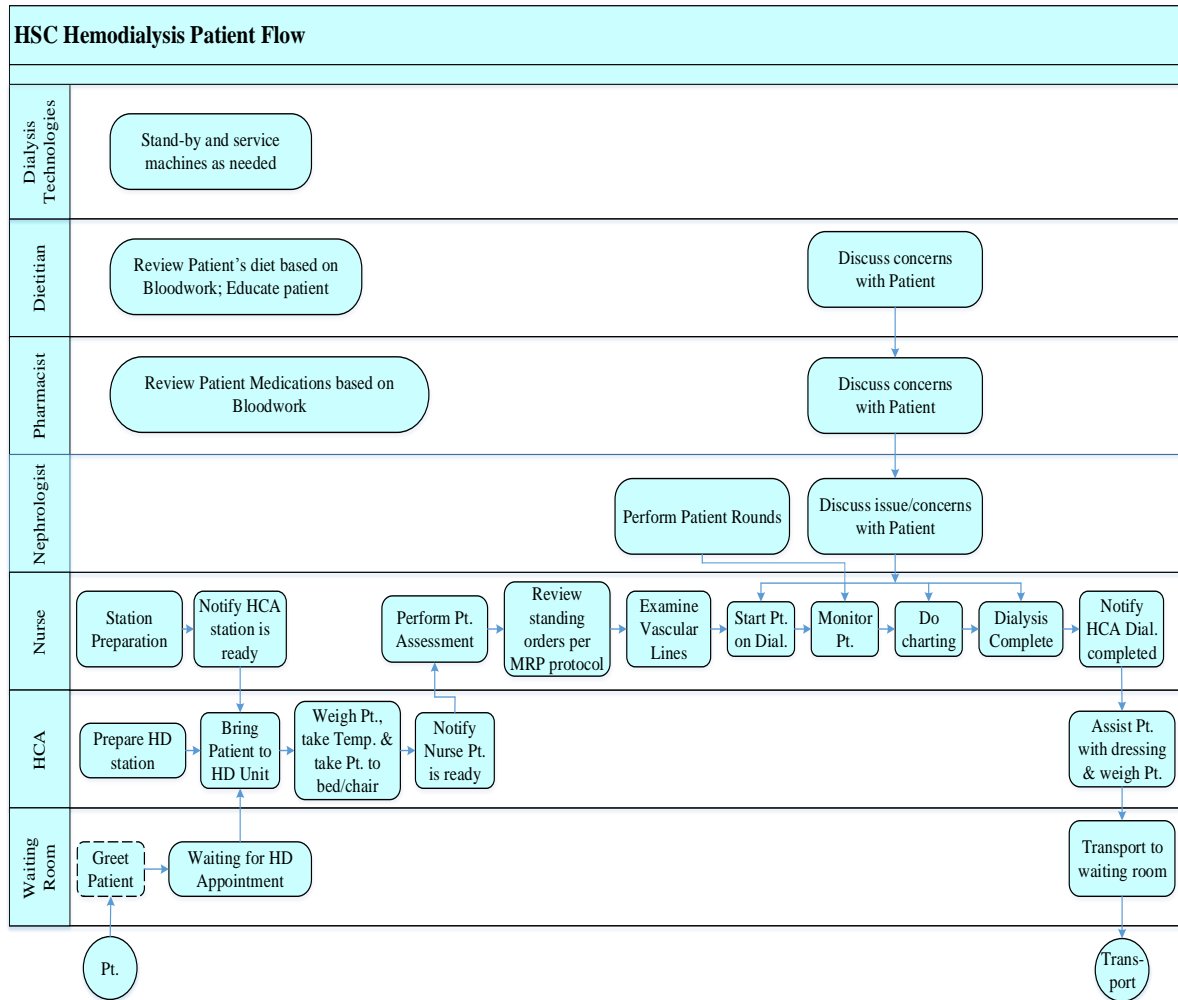 HSC Hemodialysis Patient Flow
Dialysis
Technologies
Stand-by and service
machines as needed
Dietitian
Review Patient's diet based on
Bloodwork; Educate patient
Discuss concerns
with Patient
Pharmacist
Review Patient Medications based on
Bloodwork
Discuss concerns
with Patient
Nephrologist
Perform Patient Rounds
Discuss issue/concerns
with Patient
Nurse
Station
Preparation
Notify HCA
station is
ready
Perform Pt.
Assessment
Review
standing
orders per
MRP protocol
Examine
Vascular
Lines
Start Pt.
on Dial.
Monitor
Pt.
Do
charting
Dialysis
Complete
Notify
HCA Dial.
completed
HCA
Prepare HD
station
Bring
Patient to
HD Unit
Weigh Pt.,
take Temp. &
take Pt. to
bed/chair
Notify
Nurse Pt.
is ready
Assist Pt.
with dressing
& weigh Pt.
Waiting
Room
Greet
Patient
Waiting for HD
Appointment
Transport to
waiting room
Pt.
Trans-
port